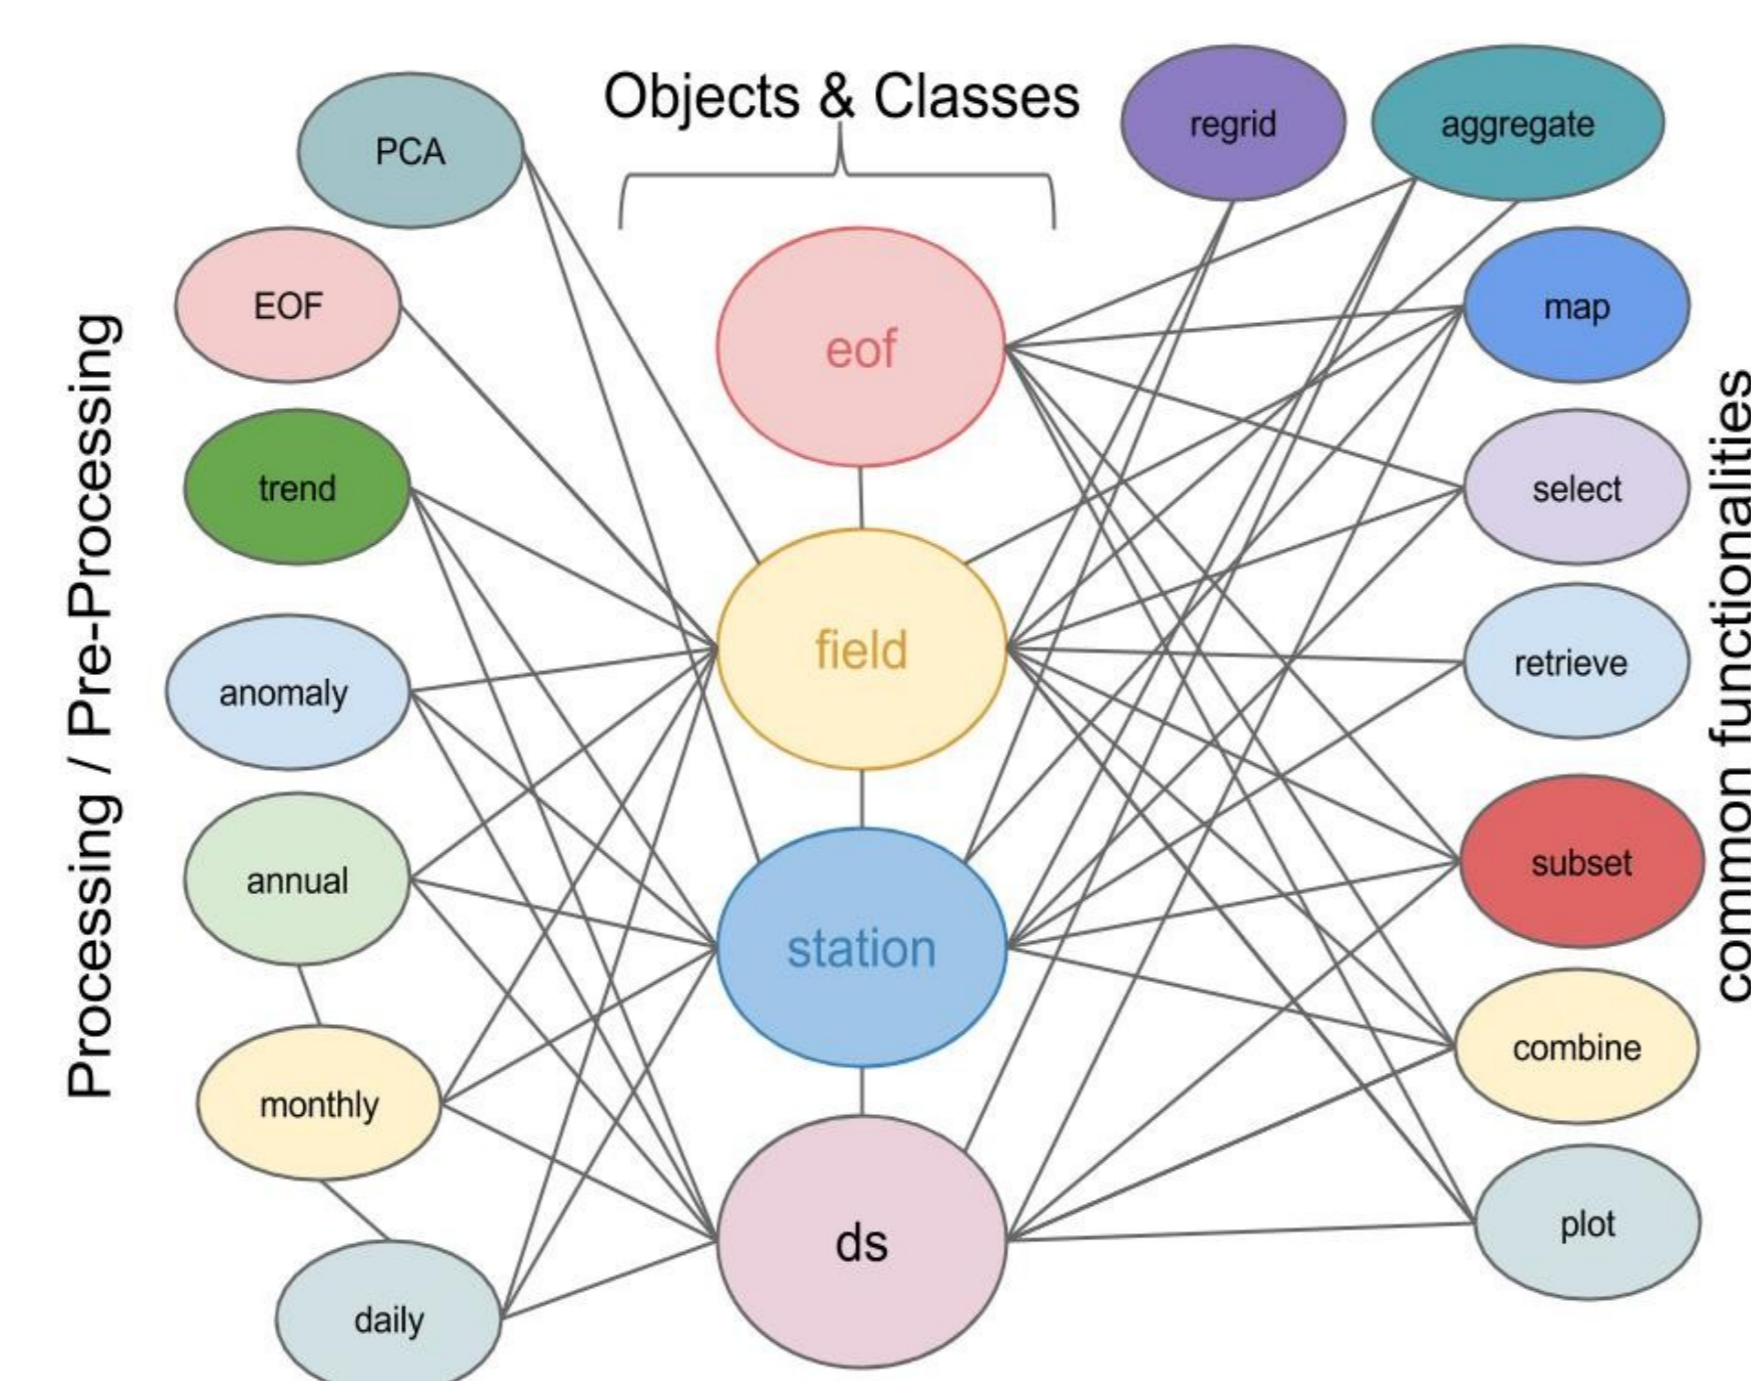 Objects & Classes
Processing / Pre-Processing
PCA
EOF
trend
anomaly
annual
monthly
daily
eof
field
station
ds
regrid
aggregate
map
select
retrieve
subset
combine
plot
common functionalities